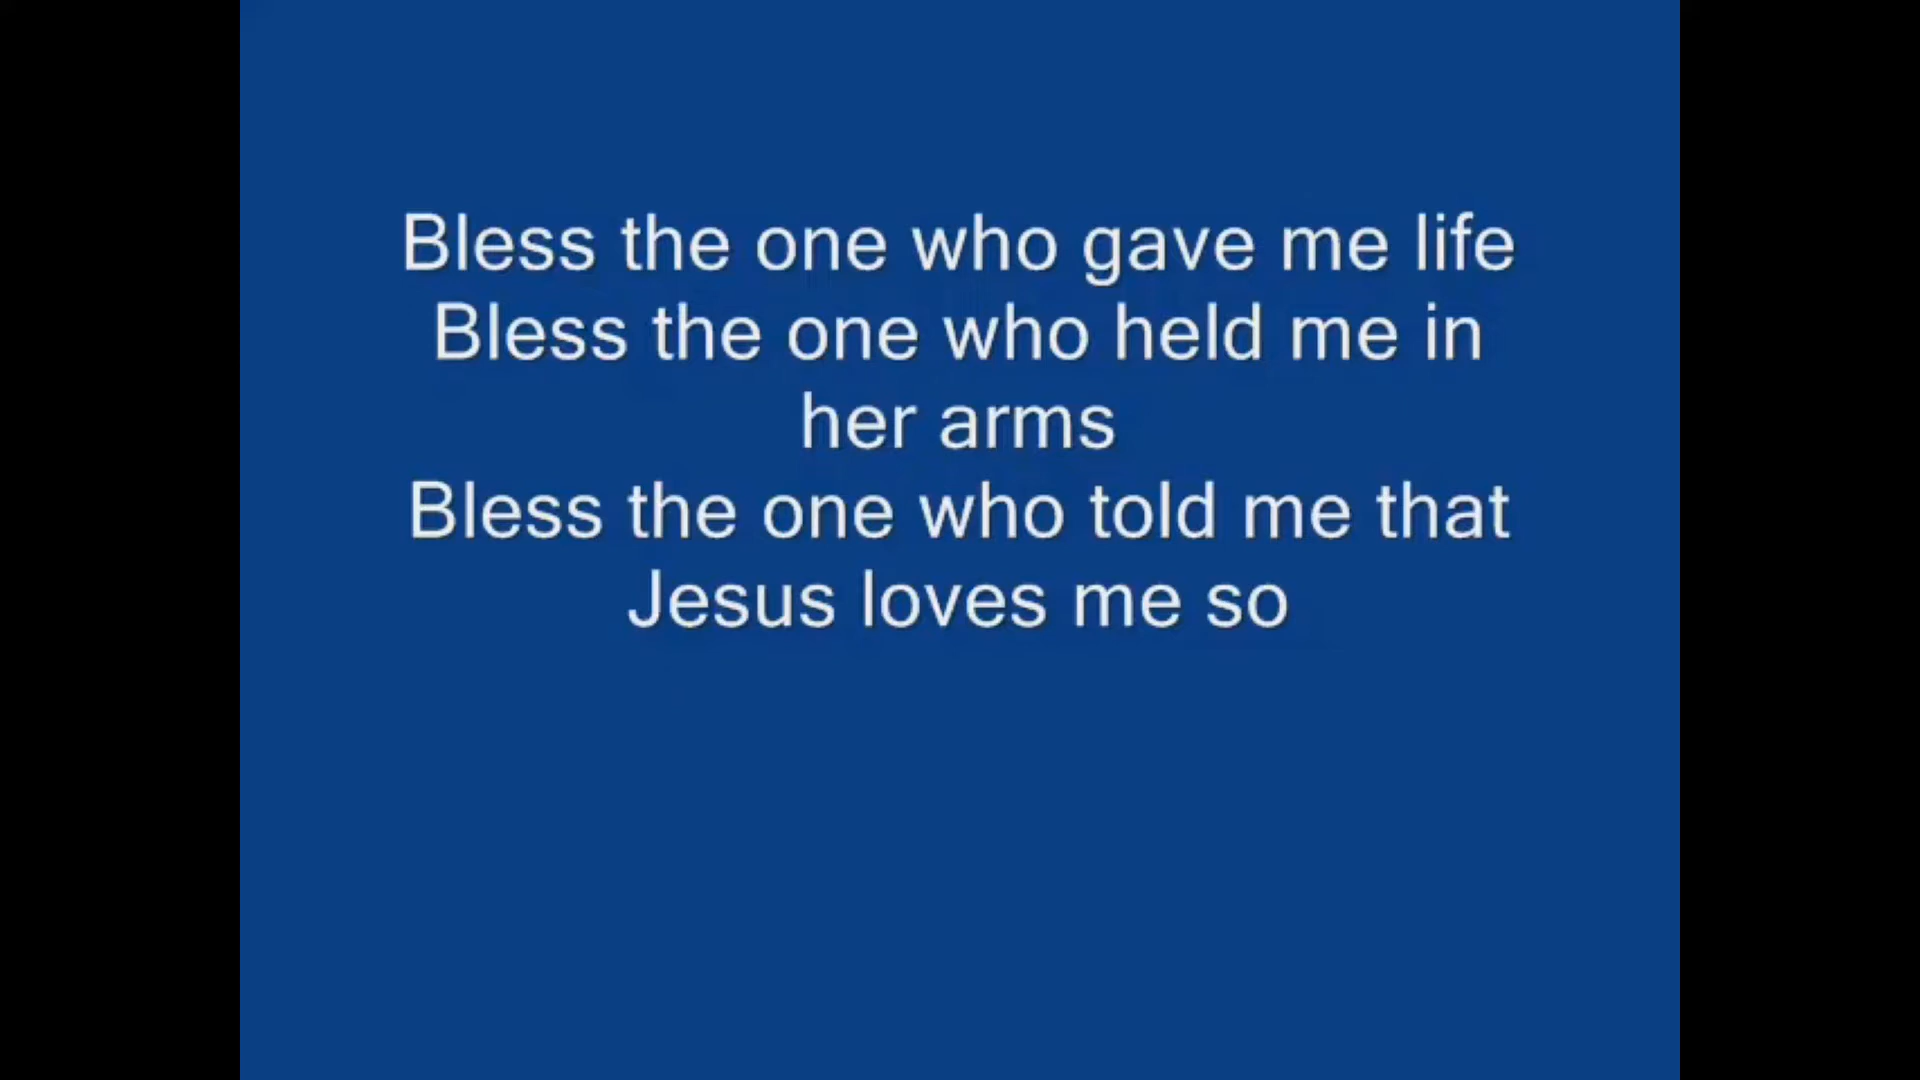 Bless the one who gave me life
Bless the one who held me in
her arms
Bless the one who told me that
Jesus loves me so